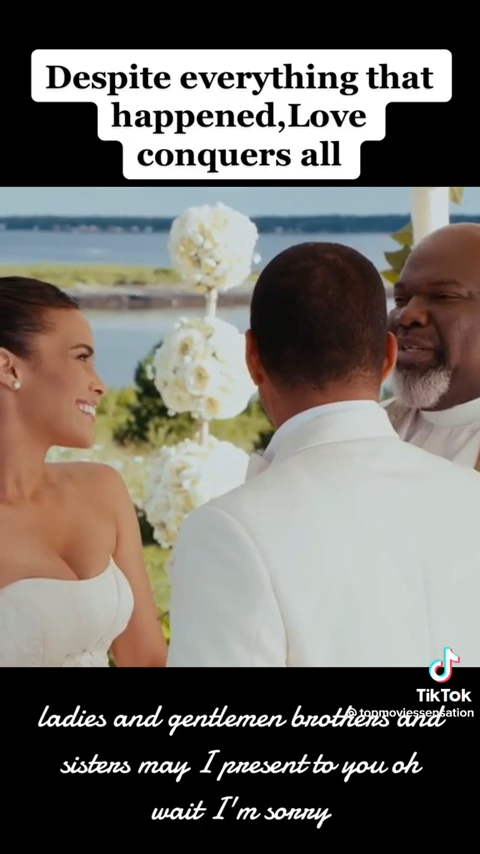 Despite everything that
happened,Love
conquers all
TikTok
@ topmoviessensation
ladies and gentlemen brothers and
sisters may I present to you oh
wait I'm sorry